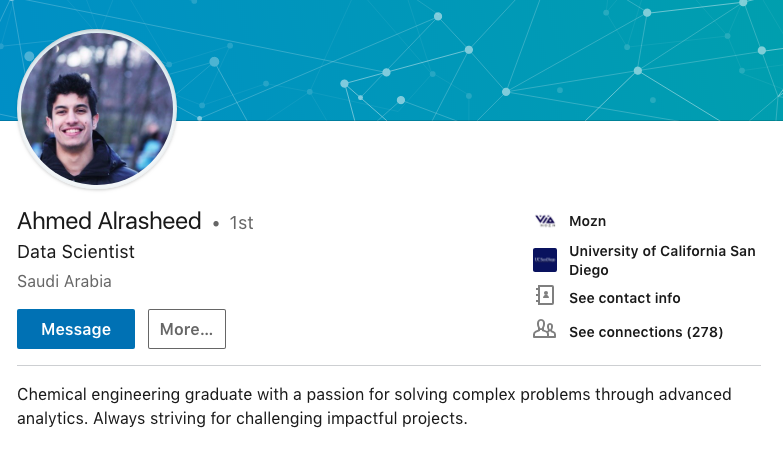 Ahmed Alrasheed • 1st
Data Scientist
Saudi Arabia
Message
More...
Mozn
University of California San
Diego
See contact info
See connections (278)
Chemical engineering graduate with a passion for solving complex problems through advanced
analytics. Always striving for challenging impactful projects.